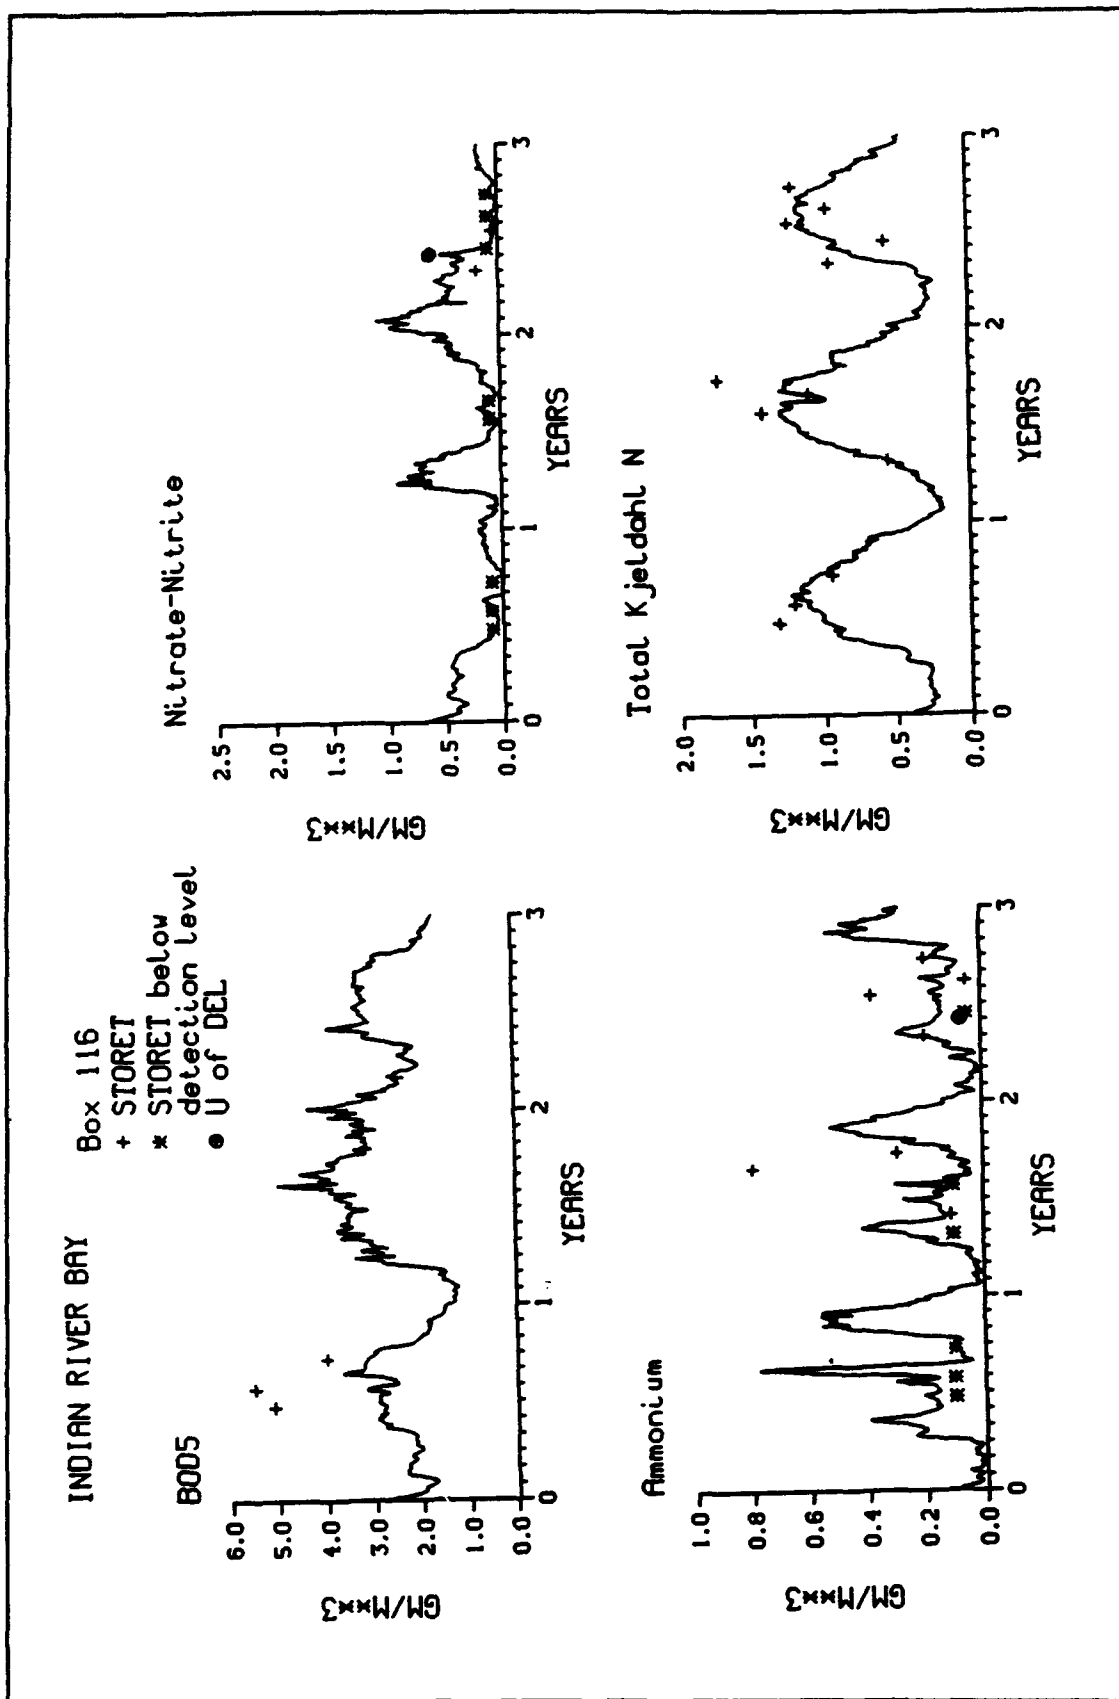 INDIAN RIVER BAY
Box 116
+ STORET
* STORET below
detection level
● U of DEL
BOD5
GM/M**3
6.0
5.0
4.0
3.0
2.0
1.0
0.0
0
1
2
3
YEARS
Nitrate-Nitrite
GM/M**3
2.5
2.0
1.5
1.0
0.5
0.0
0
1
2
3
YEARS
Ammonium
GM/M**3
1.0
0.8
0.6
0.4
0.2
0.0
0
1
2
3
YEARS
Total Kjeldahl N
GM/M**3
2.0
1.5
1.0
0.5
0.0
0
1
2
3
YEARS